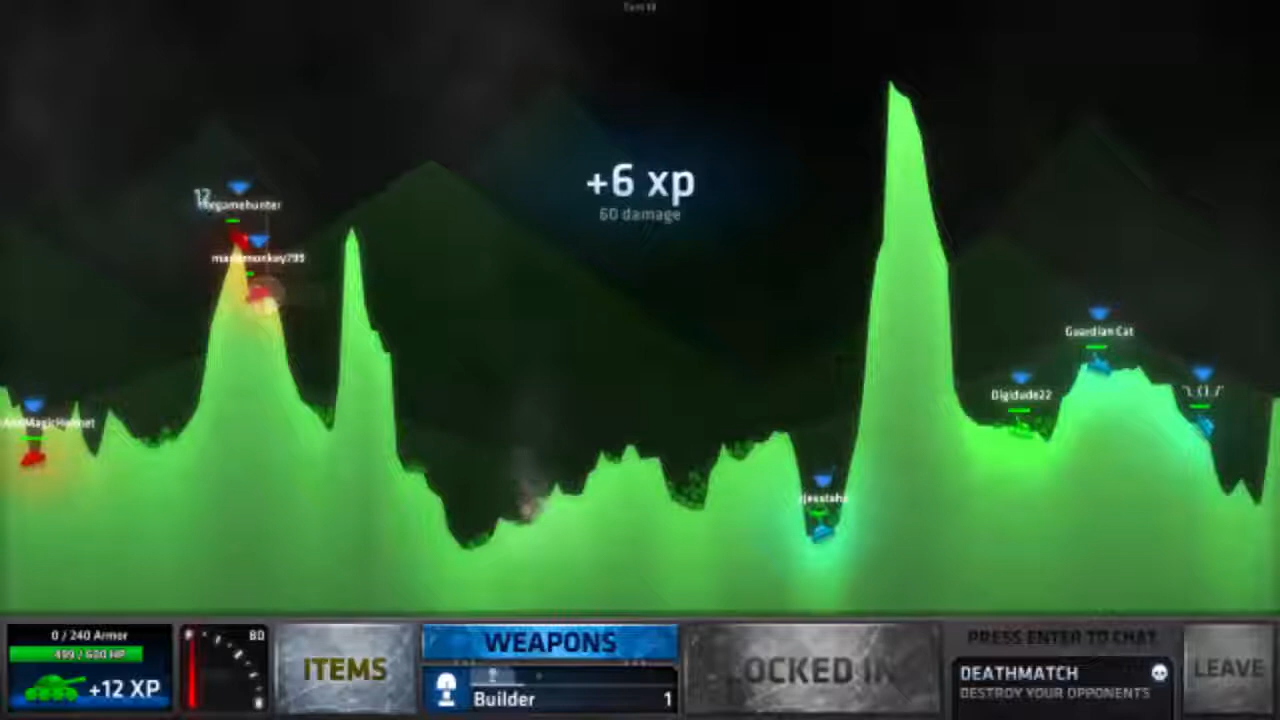 +6 xp
60 damage
12
megamehunter
Guardian Cat
Digidude22
0 / 240 Armor
499 / 600 HP
+12 XP
80
ITEMS
WEAPONS
Builder
1
LOCKED IN
PRESS ENTER TO CHAT
DEATHMATCH
DESTROY YOUR OPPONENTS
LEAVE